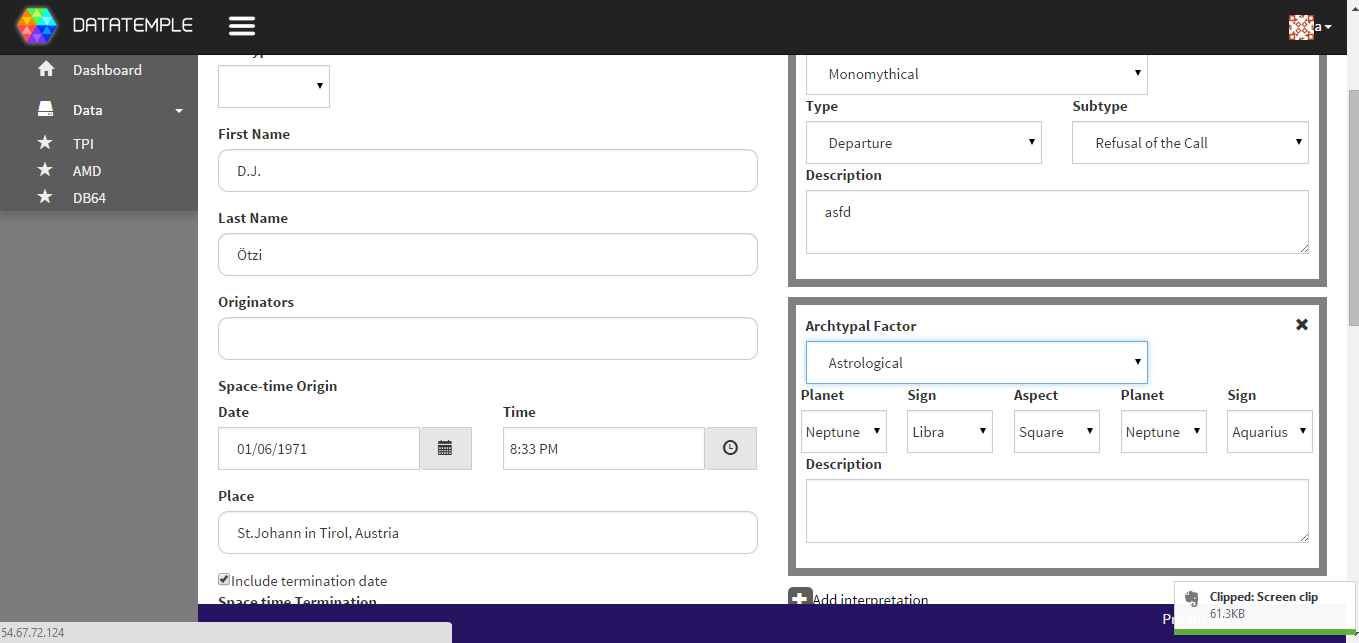 DATATEMPLE
a
Dashboard
Data
TPI
AMD
DB64
First Name
D.J.
Last Name
Ötzi
Originators
Space-time Origin
Date
Time
01/06/1971
8:33 PM
Place
St.Johann in Tirol, Austria
Include termination date
Space time Termination
Monomythical
Type
Subtype
Departure
Refusal of the Call
Description
asfd
Archtypal Factor
Astrological
Planet
Sign
Aspect
Planet
Sign
Neptune
Libra
Square
Neptune
Aquarius
Description
Add interpretation
Clipped: Screen clip
61.3KB
54.67.72.124